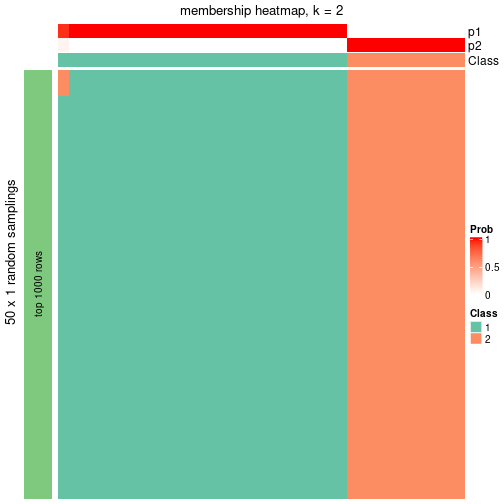 membership heatmap, k = 2
p1
p2
Class
50 x 1 random samplings
top 1000 rows
Prob
1
0.5
0
Class
1
2